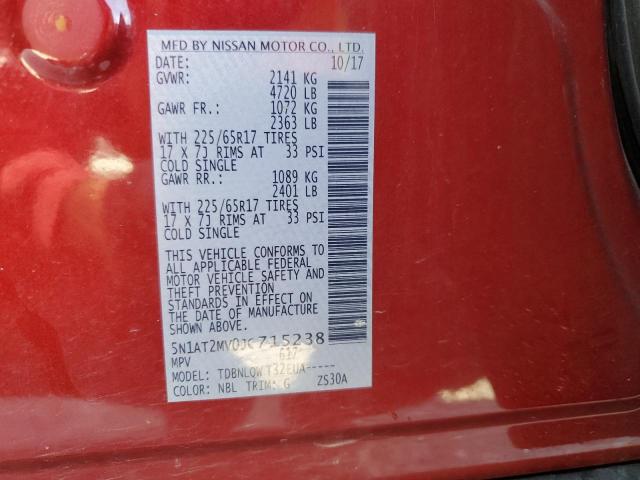 MFD BY NISSAN MOTOR CO., LTD.
DATE: 10/17
GVWR: 2141 KG
4720 LB
GAWR FR.: 1072 KG
2363 LB
WITH 225/65R17 TIRES
17 X 7J RIMS AT 33 PSI
COLD SINGLE
GAWR RR.: 1089 KG
2401 LB
WITH 225/65R17 TIRES
17 X 7J RIMS AT 33 PSI
COLD SINGLE
THIS VEHICLE CONFORMS TO
ALL APPLICABLE FEDERAL
MOTOR VEHICLE SAFETY AND
THEFT PREVENTION
STANDARDS IN EFFECT ON
THE DATE OF MANUFACTURE
SHOWN ABOVE.
5N1AT2MV0JC715238
MPV 617
MODEL: TDBNLQW T32EUA-----
COLOR: NBL TRIM: G ZS30A